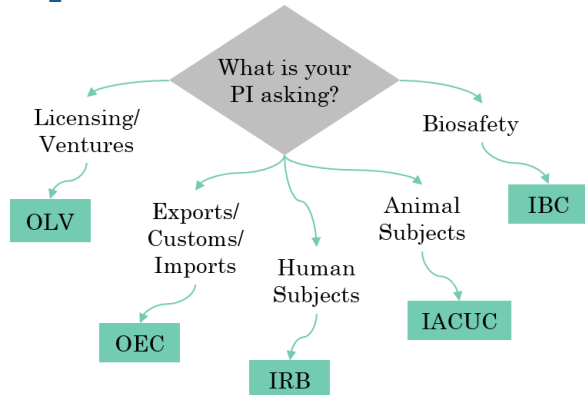 What is your
PI asking?
Licensing/
Ventures
OLV
Exports/
Customs/
Imports
OEC
Human
Subjects
IRB
Animal
Subjects
IACUC
Biosafety
IBC